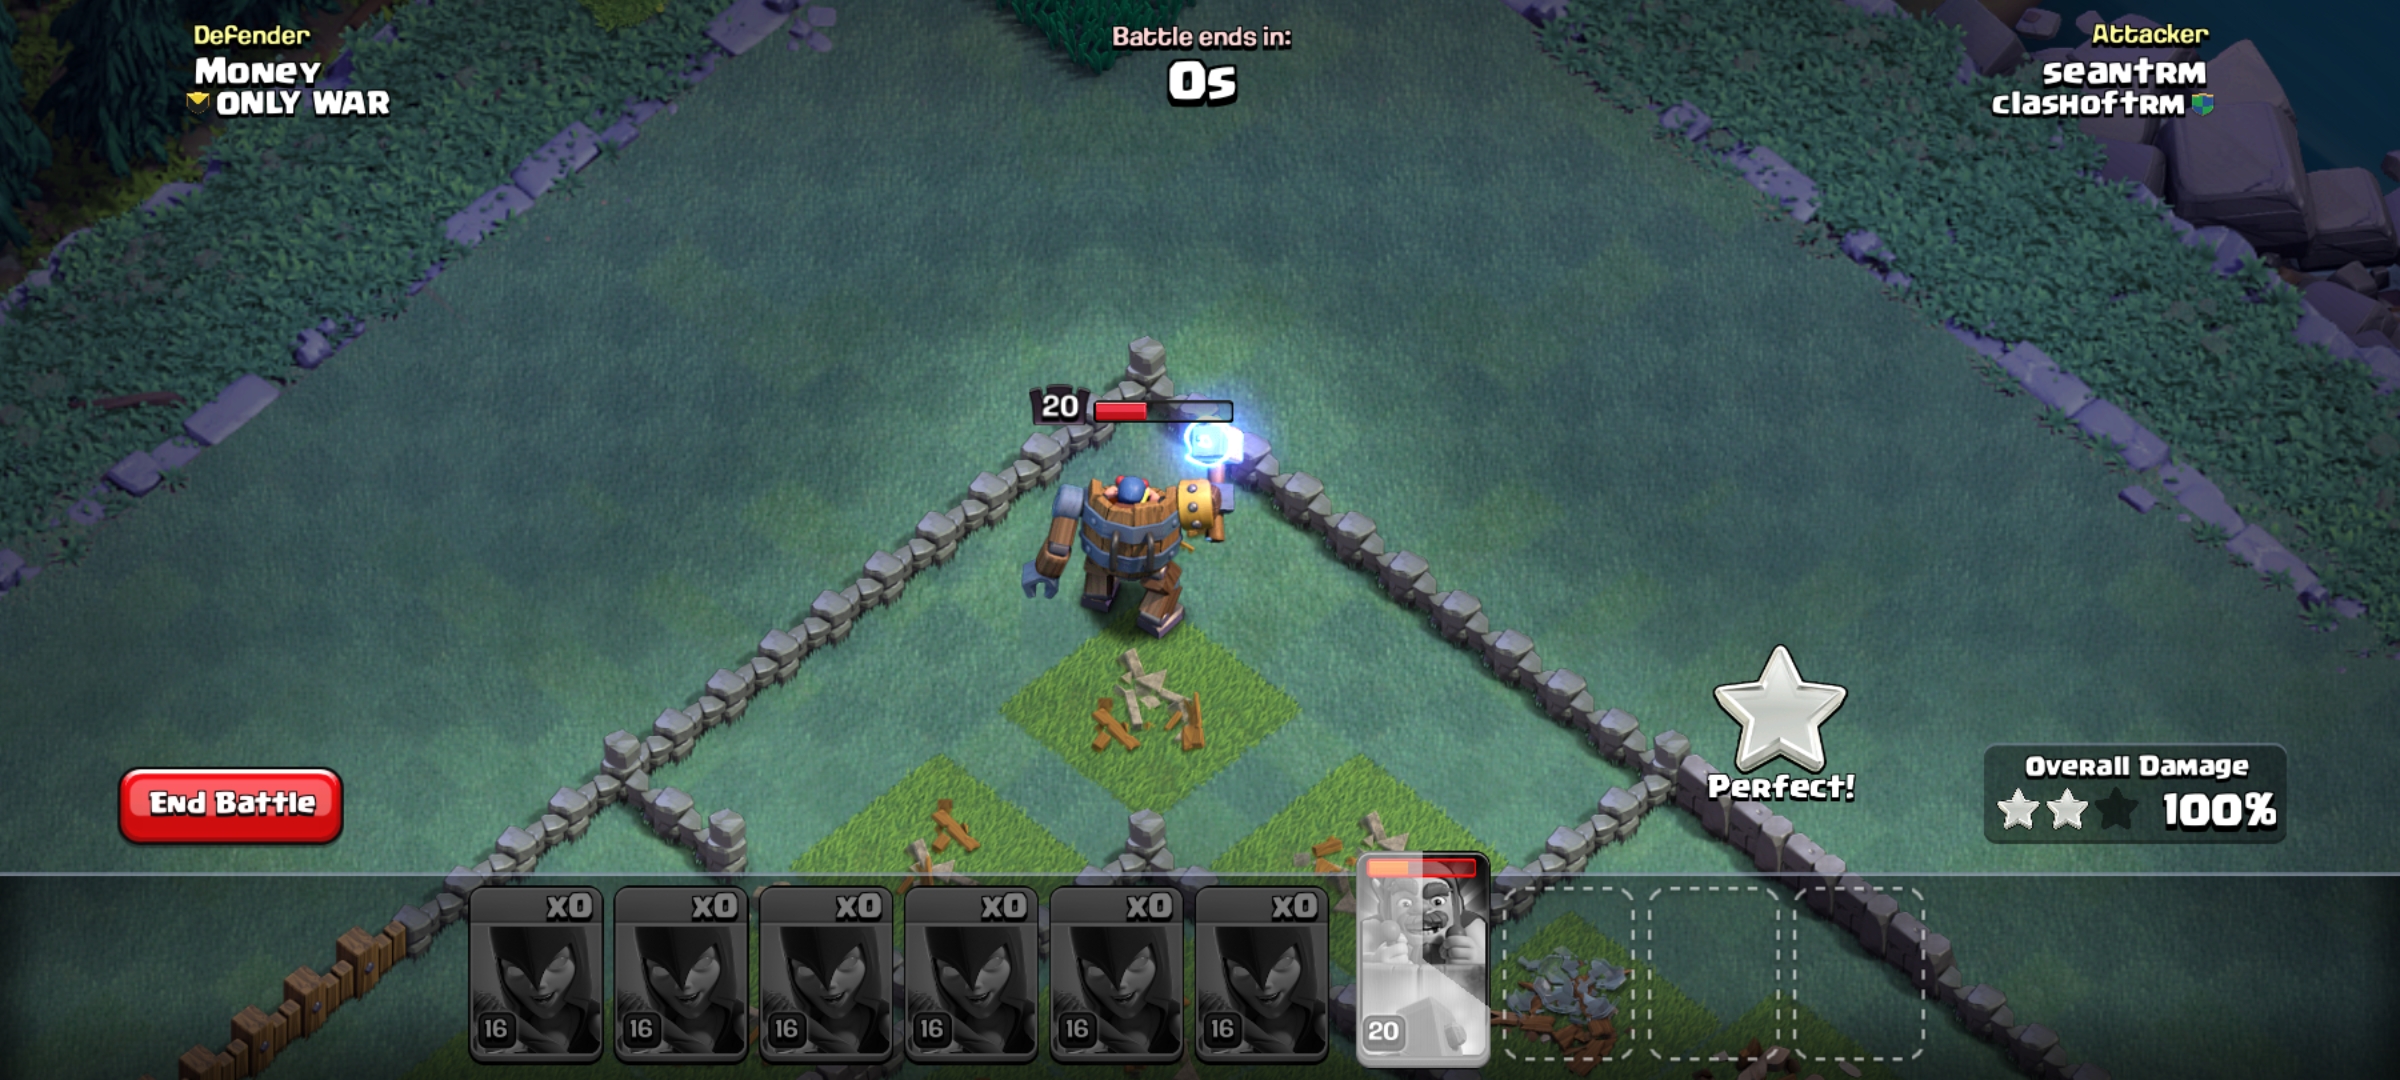 Defender
Money
ONLY WAR
Battle ends in:
0s
Attacker
seantRM
clashoftRM
20
Perfect!
End Battle
Overall Damage
100%
x0
x0
x0
x0
x0
x0
16
16
16
16
16
16
20